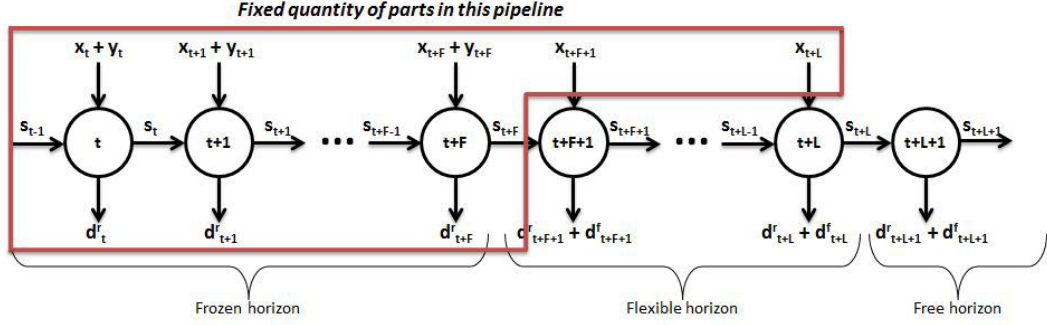 Fixed quantity of parts in this pipeline
x_t + y_t x_{t+1} + y_{t+1} x_{t+F} + y_{t+F} x_{t+F+1} x_{t+L}
s_{t-1} s_t s_{t+1} s_{t+F-1} s_{t+F} s_{t+F+1} s_{t+L-1} s_{t+L} s_{t+L+1}
t t+1 ... t+F t+F+1 ... t+L t+L+1
d^r_t d^r_{t+1} d^r_{t+F} d^r_{t+F+1} + d^f_{t+F+1} d^r_{t+L} + d^f_{t+L} d^r_{t+L+1} + d^f_{t+L+1}
Frozen horizon Flexible horizon Free horizon